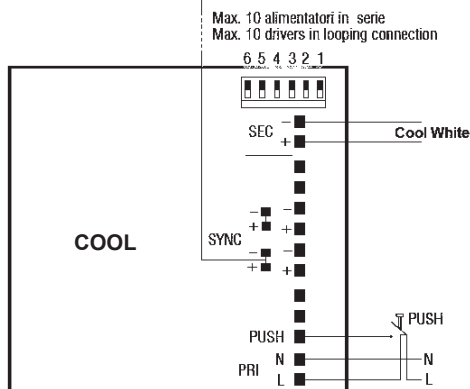 Max. 10 alimentatori in serie
Max. 10 drivers in looping connection
6 5 4 3 2 1
SEC
-
+
Cool White
COOL
SYNC
-
+
-
+
-
+
-
+
PUSH
PUSH
PRI
N
N
L
L